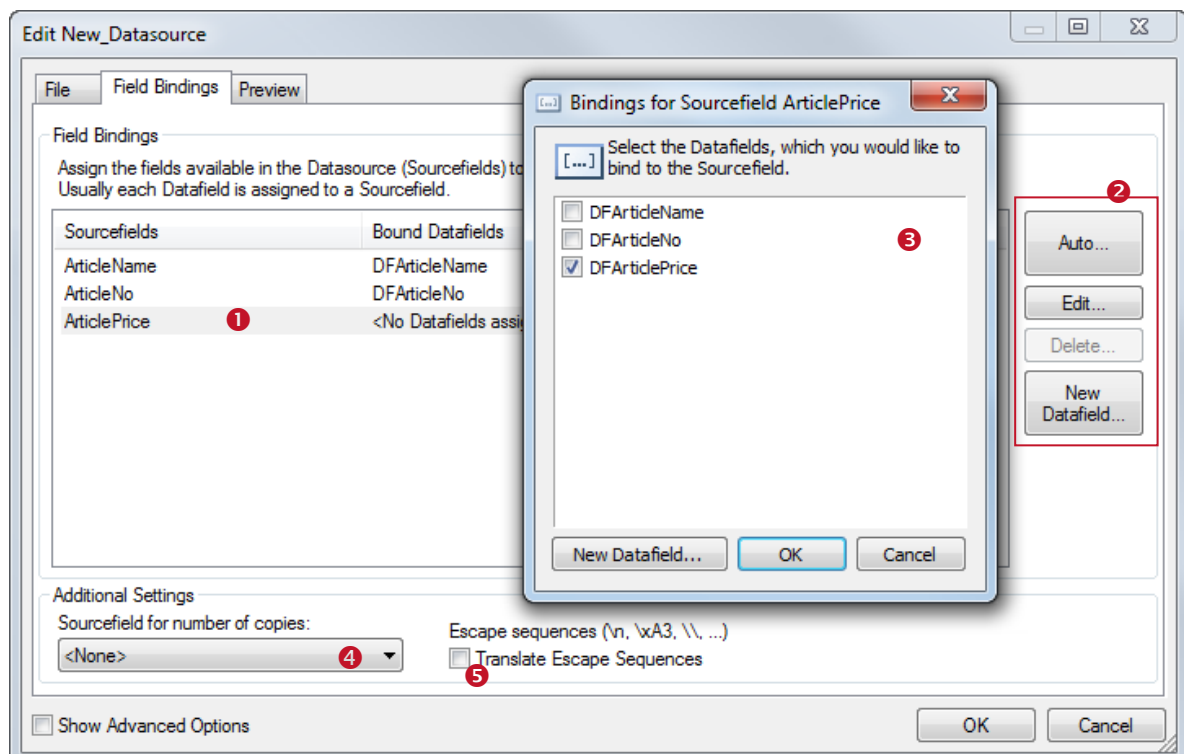 Edit New_Datasource
File
Field Bindings
Preview
Field Bindings
Assign the fields available in the Datasource (Sourcefields) to
Usually each Datafield is assigned to a Sourcefield.
Sourcefields
Bound Datafields
ArticleName
DFArticleName
ArticleNo
DFArticleNo
ArticlePrice
1
<No Datafields assi
Bindings for Sourcefield ArticlePrice
[...]
Select the Datafields, which you would like to
bind to the Sourcefield.
DFArticleName
DFArticleNo
DFArticlePrice
3
New Datafield...
OK
Cancel
2
Auto...
Edit...
Delete...
New
Datafield...
Additional Settings
Sourcefield for number of copies:
<None>
4
Escape sequences (\n, \xA3, \\, ...)
Translate Escape Sequences
5
Show Advanced Options
OK
Cancel